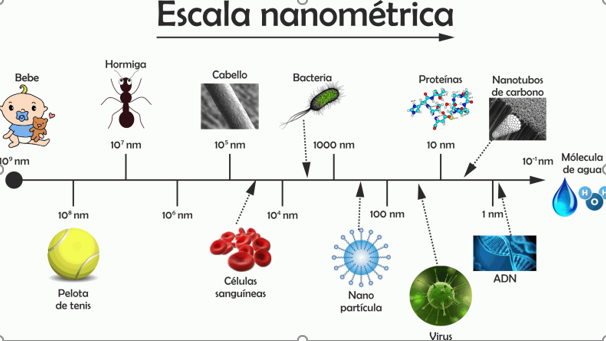 Escala nanométrica
Bebe
Hormiga
Cabello
Bacteria
Proteínas
Nanotubos
de carbono
10⁷ nm
10⁵ nm
1000 nm
10 nm
10⁻¹ nm
10⁹ nm
Molécula
de agua
10⁸ nm
10⁶ nm
10⁴ nm
100 nm
1 nm
H
O
H
Pelota
de tenis
Células
sanguíneas
Nano
partícula
Virus
ADN